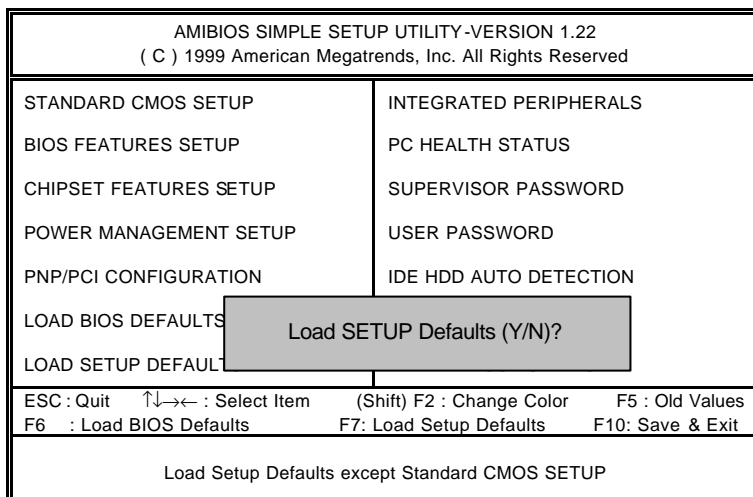 AMIBIOS SIMPLE SETUP UTILITY-VERSION 1.22
( C ) 1999 American Megatrends, Inc. All Rights Reserved
STANDARD CMOS SETUP
BIOS FEATURES SETUP
CHIPSET FEATURES SETUP
POWER MANAGEMENT SETUP
PNP/PCI CONFIGURATION
LOAD BIOS DEFAULTS
LOAD SETUP
INTEGRATED PERIPHERALS
PC HEALTH STATUS
SUPERVISOR PASSWORD
USER PASSWORD
IDE HDD AUTO DETECTION
Load SETUP Defaults (Y/N)?
ESC : Quit ↑↓→← : Select Item (Shift) F2 : Change Color F5 : Old Values
F6 : Load BIOS Defaults F7: Load Setup Defaults F10: Save & Exit
Load Setup Defaults except Standard CMOS SETUP